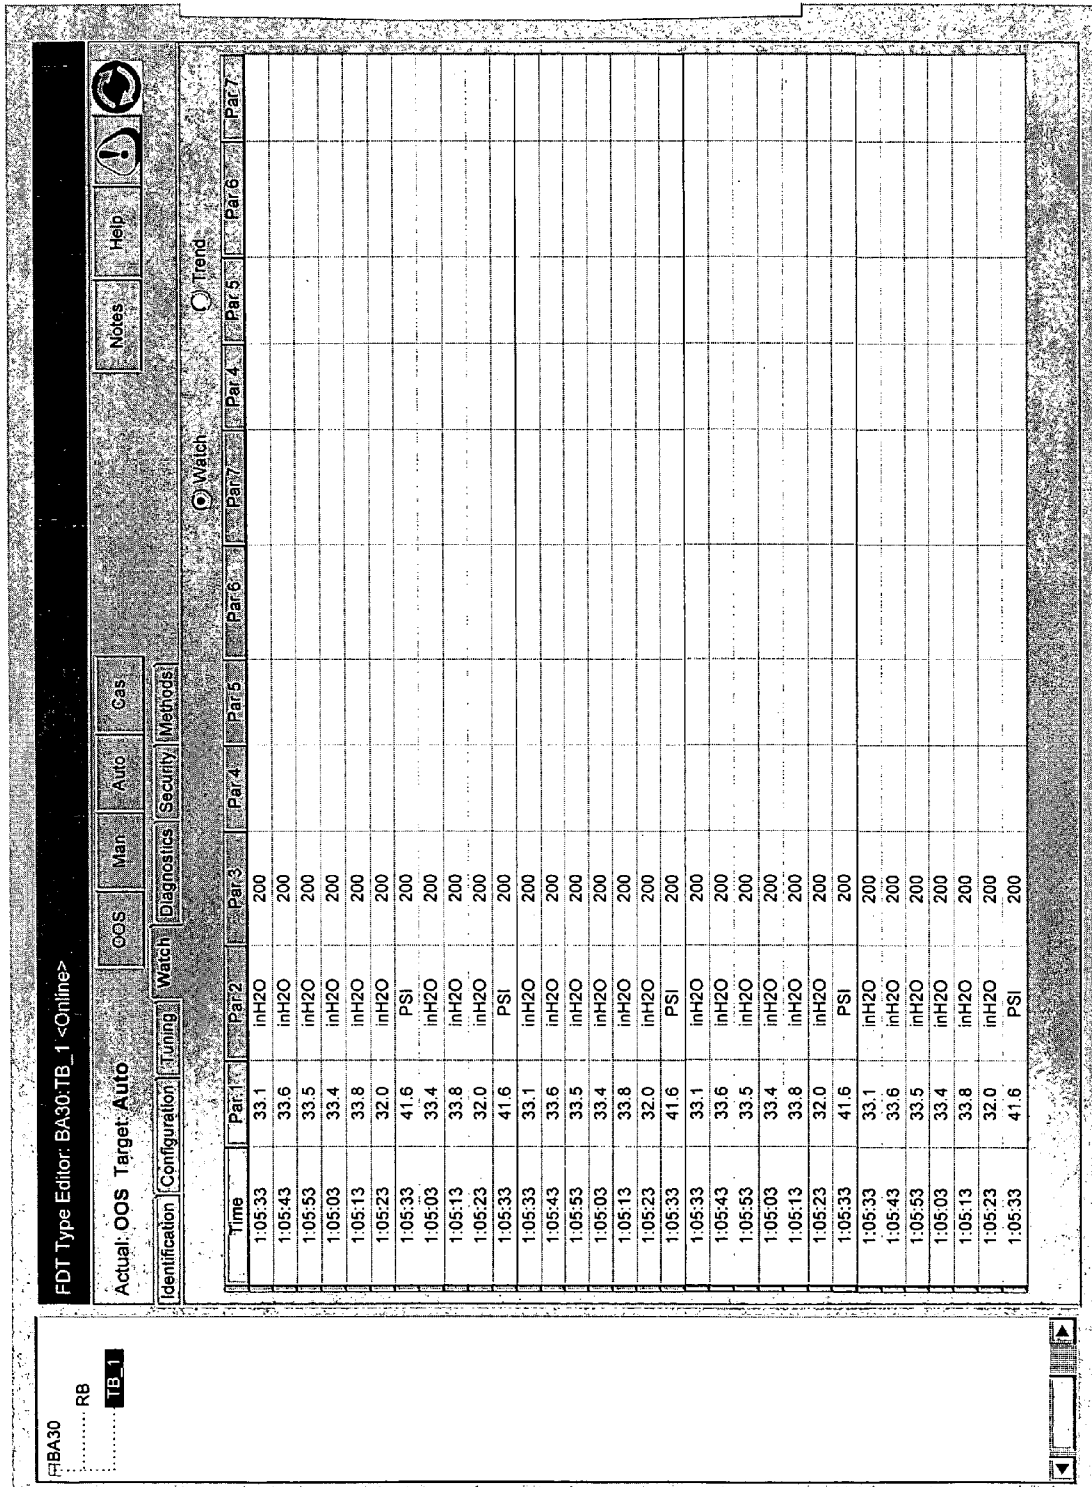 BA30
RB
TB_1
FDT Type Editor: BA30:TB_1 <Online>
Actual: OOS Target: Auto OOS Man Auto Cas Notes Help
Identification Configuration Tuning Watch Diagnostics Security Methods
Watch Trend
Time Par 1 Par 2 Par 3 Par 4 Par 5 Par 6 Par 7 Par 4 Par 5 Par 6 Par 7
1:05:33 33.1 inH2O 200
1:05:43 33.6 inH2O 200
1:05:53 33.5 inH2O 200
1:05:03 33.4 inH2O 200
1:05:13 33.8 inH2O 200
1:05:23 32.0 inH2O 200
1:05:33 41.6 PSI 200
1:05:03 33.4 inH2O 200
1:05:13 33.8 inH2O 200
1:05:23 32.0 inH2O 200
1:05:33 41.6 PSI 200
1:05:33 33.1 inH2O 200
1:05:43 33.6 inH2O 200
1:05:53 33.5 inH2O 200
1:05:03 33.4 inH2O 200
1:05:13 33.8 inH2O 200
1:05:23 32.0 inH2O 200
1:05:33 41.6 PSI 200
1:05:33 33.1 inH2O 200
1:05:43 33.6 inH2O 200
1:05:53 33.5 inH2O 200
1:05:03 33.4 inH2O 200
1:05:13 33.8 inH2O 200
1:05:23 32.0 inH2O 200
1:05:33 41.6 PSI 200
1:05:33 33.1 inH2O 200
1:05:43 33.6 inH2O 200
1:05:53 33.5 inH2O 200
1:05:03 33.4 inH2O 200
1:05:13 33.8 inH2O 200
1:05:23 32.0 inH2O 200
1:05:33 41.6 PSI 200